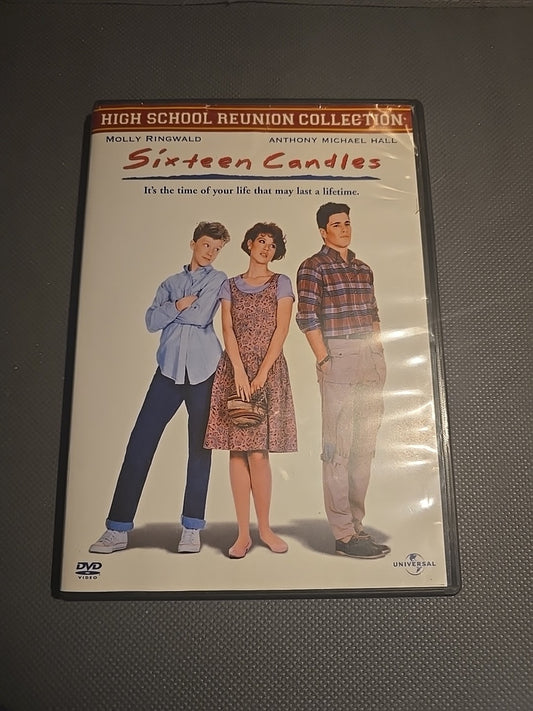 HIGH SCHOOL REUNION COLLECTION
MOLLY RINGWALD ANTHONY MICHAEL HALL
Sixteen Candles
It's the time of your life that may last a lifetime.
DVD
VIDEO
UNIVERSAL